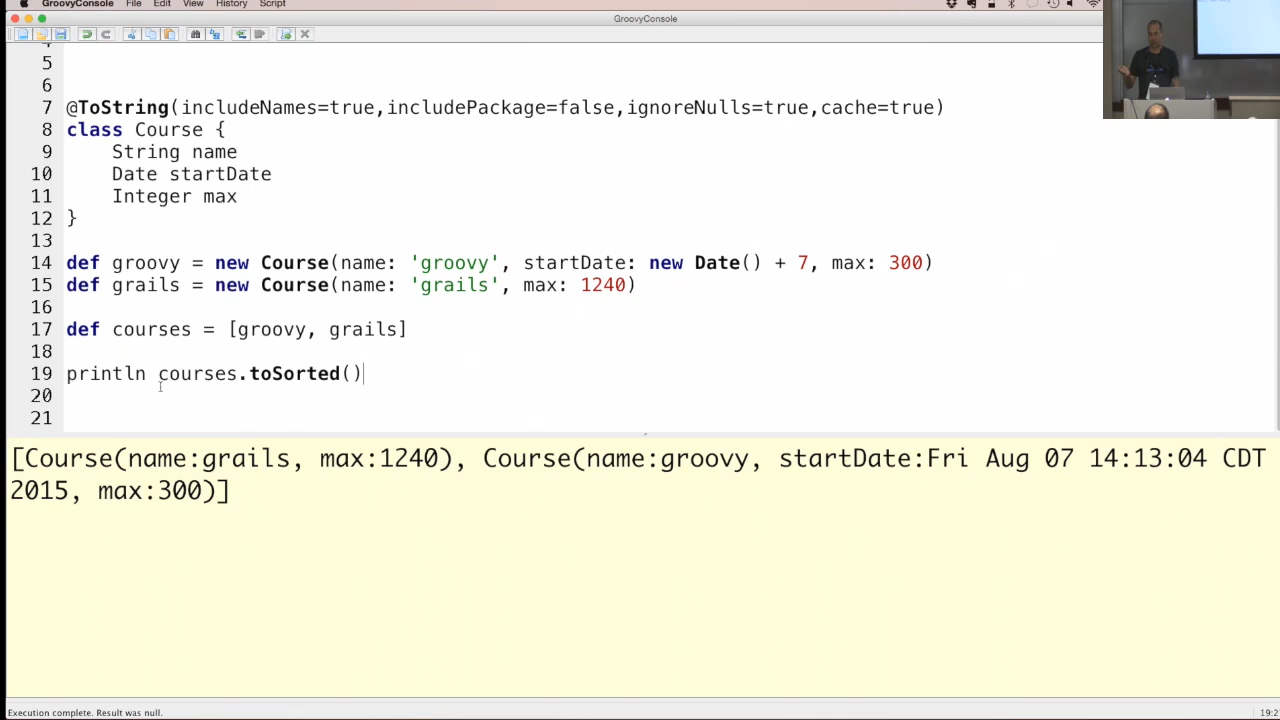 GroovyConsole File Edit View History Script
GroovyConsole
5
6
7 @ToString(includeNames=true,includePackage=false,ignoreNulls=true,cache=true)
8 class Course {
9 String name
10 Date startDate
11 Integer max
12 }
13
14 def groovy = new Course(name: 'groovy', startDate: new Date() + 7, max: 300)
15 def grails = new Course(name: 'grails', max: 1240)
16
17 def courses = [groovy, grails]
18
19 println courses.toSorted()
20
21
[Course(name:grails, max:1240), Course(name:groovy, startDate:Fri Aug 07 14:13:04 CDT
2015, max:300)]
Execution complete. Result was null.